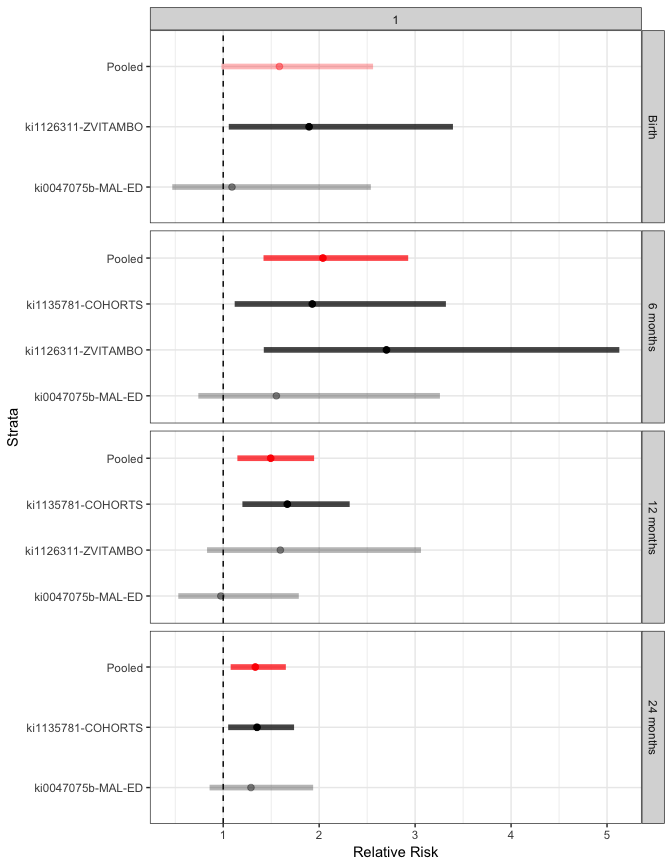 1
Pooled
ki1126311-ZVITAMBO
ki0047075b-MAL-ED
Birth
Pooled
ki1135781-COHORTS
ki1126311-ZVITAMBO
ki0047075b-MAL-ED
6 months
Strata
Pooled
ki1135781-COHORTS
ki1126311-ZVITAMBO
ki0047075b-MAL-ED
12 months
Pooled
ki1135781-COHORTS
ki0047075b-MAL-ED
24 months
1 2 3 4 5
Relative Risk